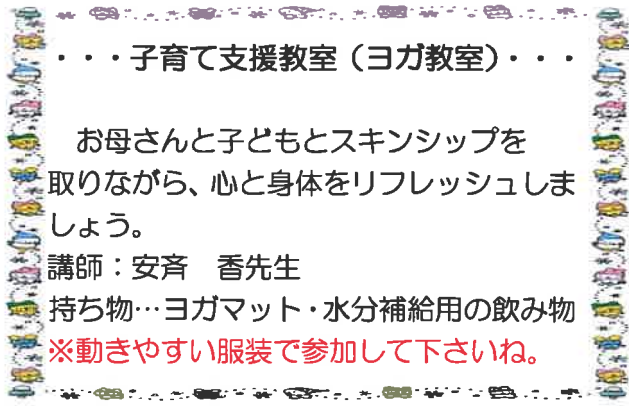 ・・・子育て支援教室（ヨガ教室）・・・
　お母さんと子どもとスキンシップを
取りながら、心と身体をリフレッシュしま
しょう。
講師：安斉　香先生
持ち物…ヨガマット・水分補給用の飲み物
※動きやすい服装で参加して下さいね。